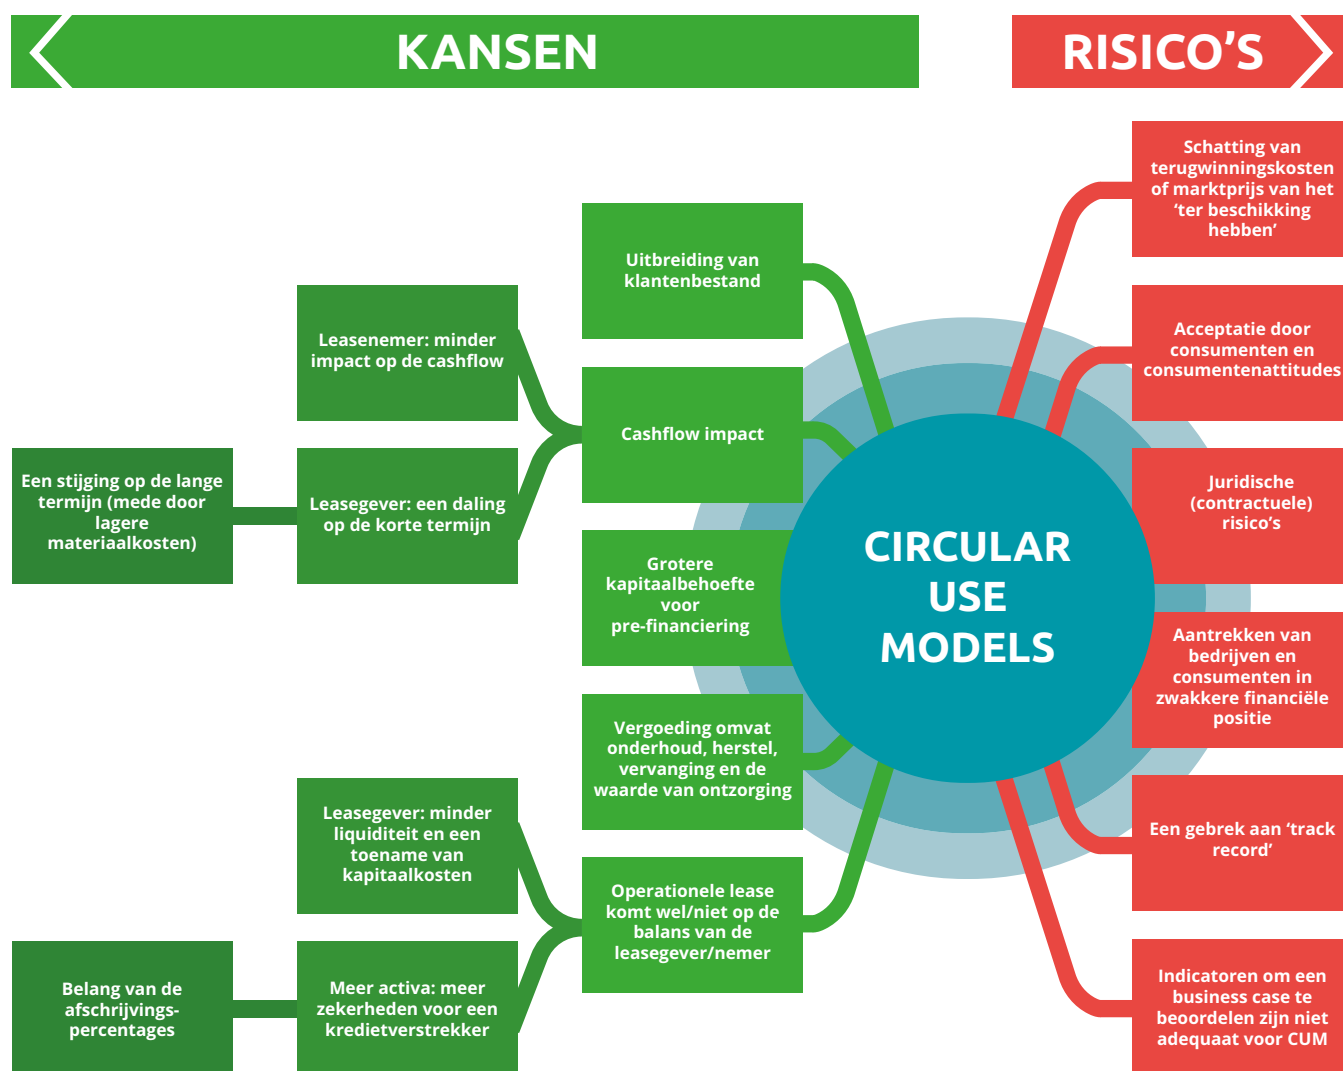 KANSEN
RISICO'S
Schatting van
terugwinningskosten
of marktprijs van het
‘ter beschikking
hebben’
Uitbreiding van
klantenbestand
Leasenemer: minder
impact op de cashflow
Acceptatie door
consumenten en
consumentenattitudes
Cashflow impact
Een stijging op de lange
termijn (mede door
lagere
materiaalkosten)
Leasegever: een daling
op de korte termijn
Juridische
(contractuele)
risico’s
Grotere
kapitaalbehoefte
voor
pre-financiering
CIRCULAR
USE
MODELS
Aantrekken van
bedrijven en
consumenten in
zwakkere financiële
positie
Vergoeding omvat
onderhoud, herstel,
vervanging en de
waarde van ontzorging
Leasegever: minder
liquiditeit en een
toename van
kapitaalkosten
Een gebrek aan ‘track
record’
Operationele lease
komt wel/niet op de
balans van de
leasegever/nemer
Belang van de
afschrijvings-
percentages
Meer activa: meer
zekerheden voor een
kredietverstrekker
Indicatoren om een
business case te
beoordelen zijn niet
adequaat voor CUM